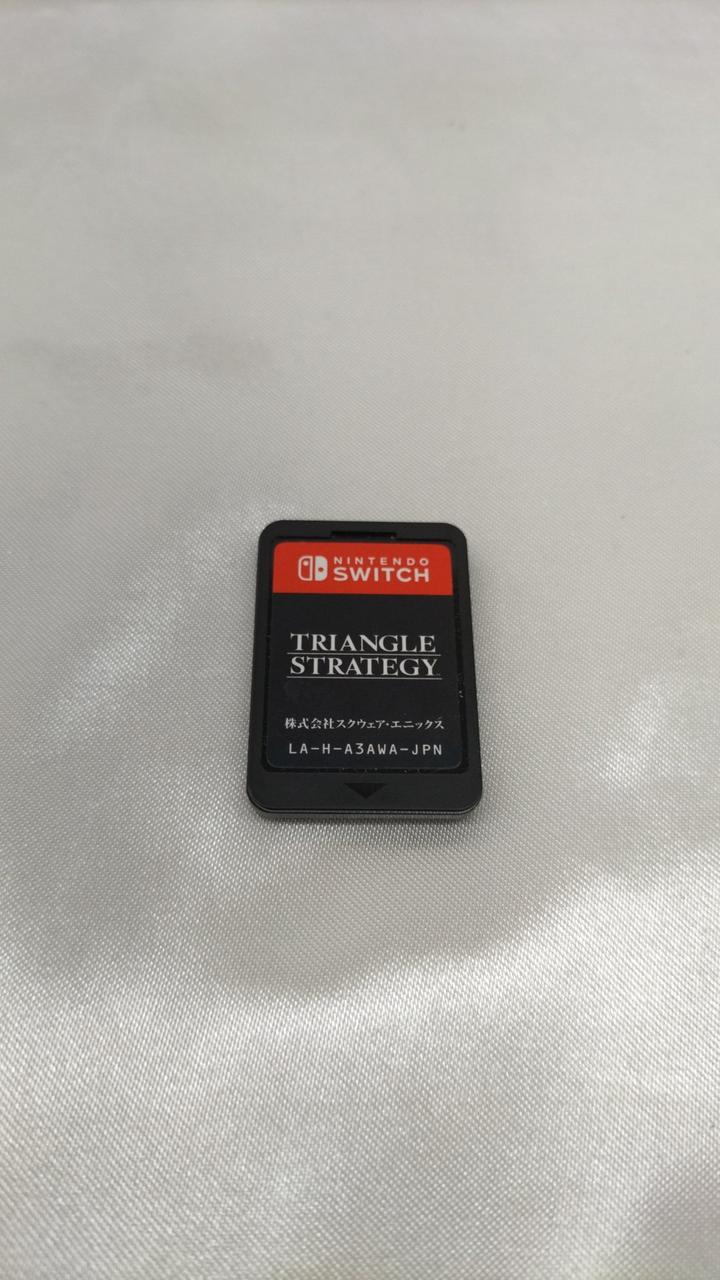 NINTENDO
SWITCH
TRIANGLE
STRATEGY
株式会社スクウェア・エニックス
LA-H-A3AWA-JPN